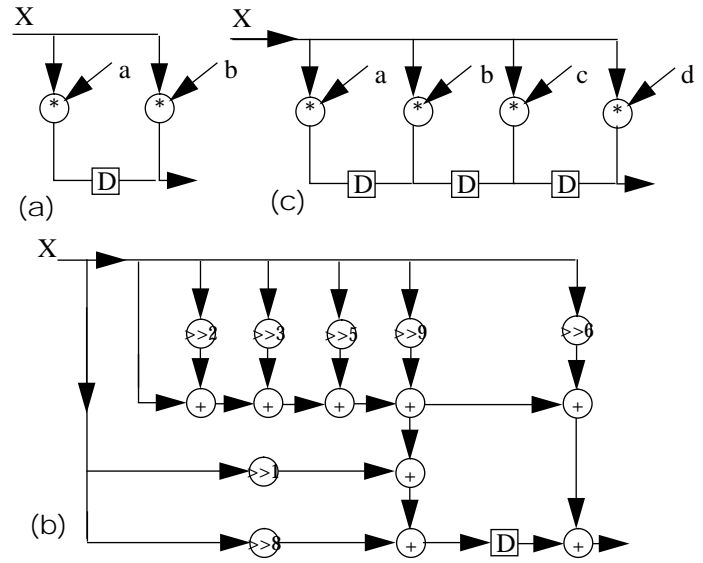 X X
a b a b c d
* * * * * *
D D D D
(a) (c)
X
>>2 >>3 >>5 >>9 >>6
+ + + + +
>>1 +
(b)
>>8 + D +